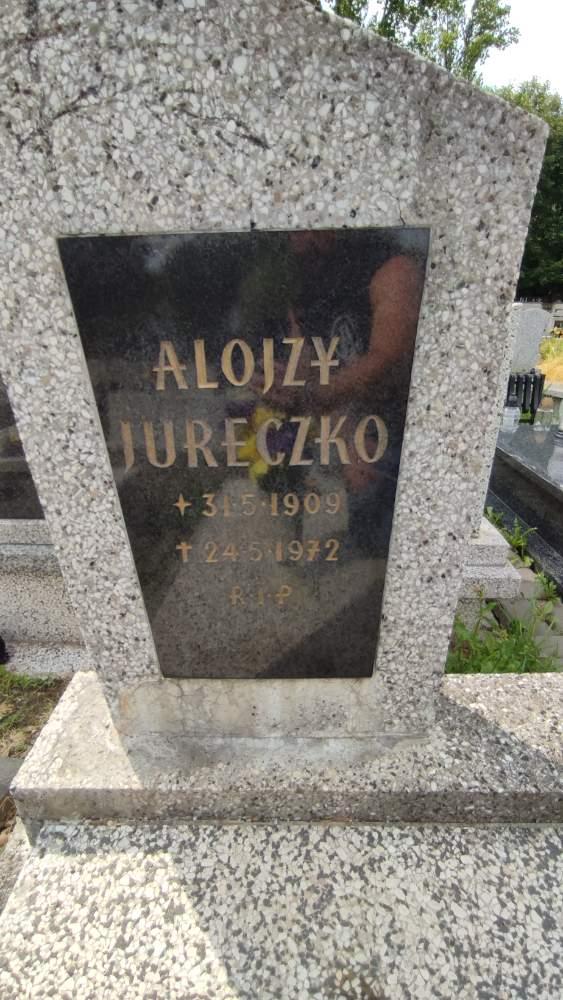 ALOJZY
JURECZKO
✦ 31·5·1909
† 24·5·1972
R·I·P